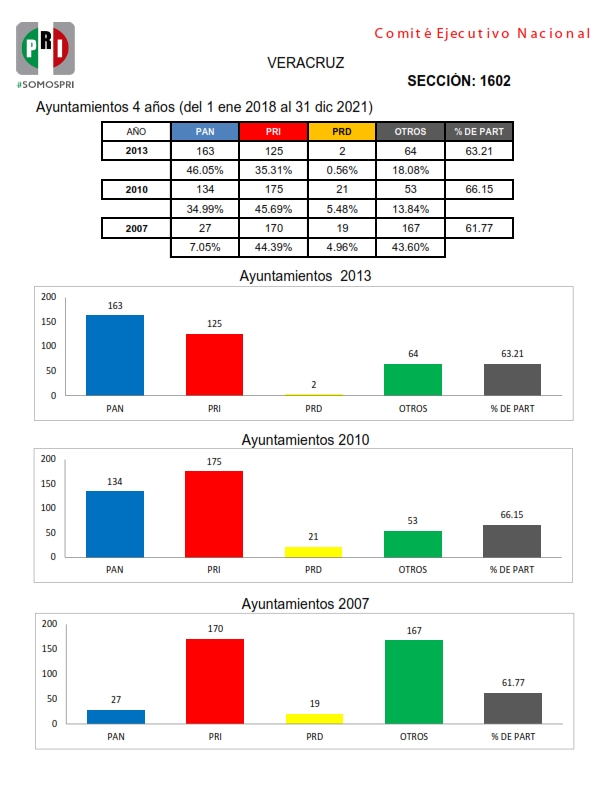 Comité Ejecutivo Nacional
PRI
#SOMOSPRI
VERACRUZ
SECCIÓN: 1602
Ayuntamientos 4 años (del 1 ene 2018 al 31 dic 2021)
AÑO PAN PRI PRD OTROS % DE PART
2013 163 125 2 64 63.21
46.05% 35.31% 0.56% 18.08%
2010 134 175 21 53 66.15
34.99% 45.69% 5.48% 13.84%
2007 27 170 19 167 61.77
7.05% 44.39% 4.96% 43.60%
Ayuntamientos 2013
200
150
100
50
0
163
125
2
64
63.21
PAN PRI PRD OTROS % DE PART
Ayuntamientos 2010
200
150
100
50
0
134
175
21
53
66.15
PAN PRI PRD OTROS % DE PART
Ayuntamientos 2007
200
150
100
50
0
27
170
19
167
61.77
PAN PRI PRD OTROS % DE PART